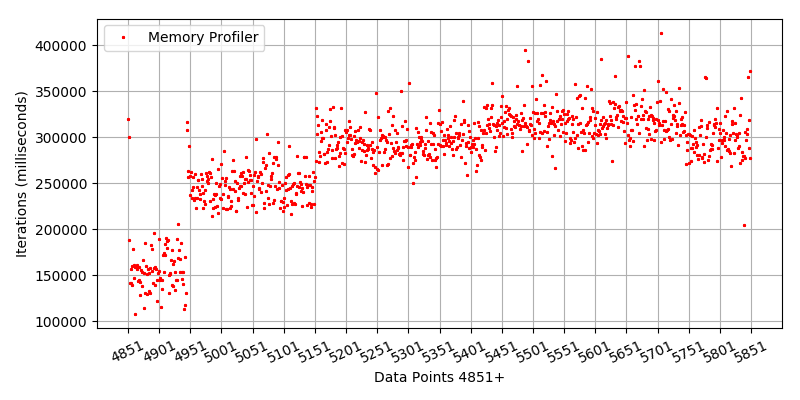 Memory Profiler
400000
350000
300000
250000
200000
150000
100000
Iterations (milliseconds)
4851 4901 4951 5001 5051 5101 5151 5201 5251 5301 5351 5401 5451 5501 5551 5601 5651 5701 5751 5801 5851
Data Points 4851+